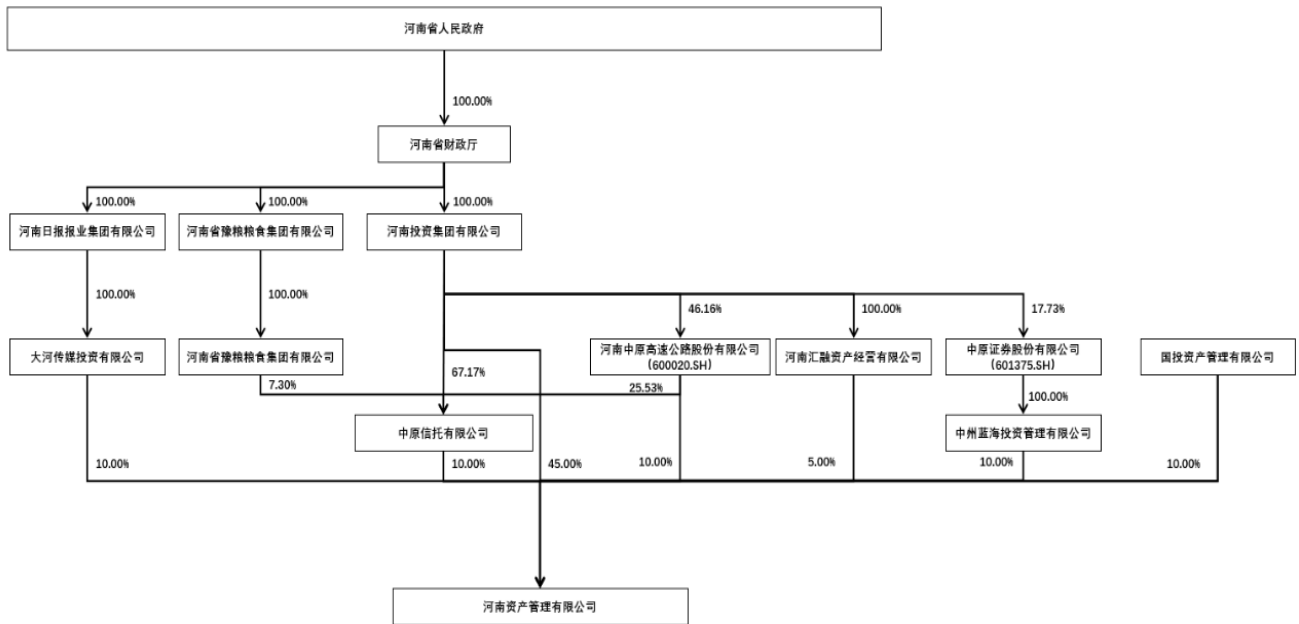 河南省人民政府
100.00%
河南省财政厅
100.00%
100.00%
100.00%
河南日报报业集团有限公司
河南省豫粮粮食集团有限公司
河南投资集团有限公司
100.00%
100.00%
46.16%
100.00%
17.73%
大河传媒投资有限公司
河南省豫粮粮食集团有限公司
河南中原高速公路股份有限公司
(600020.SH)
河南汇融资产经营有限公司
中原证券股份有限公司
(601375.SH)
国投资产管理有限公司
67.17%
7.30%
25.53%
100.00%
中原信托有限公司
中州蓝海投资管理有限公司
10.00%
10.00%
45.00%
10.00%
5.00%
10.00%
10.00%
河南资产管理有限公司